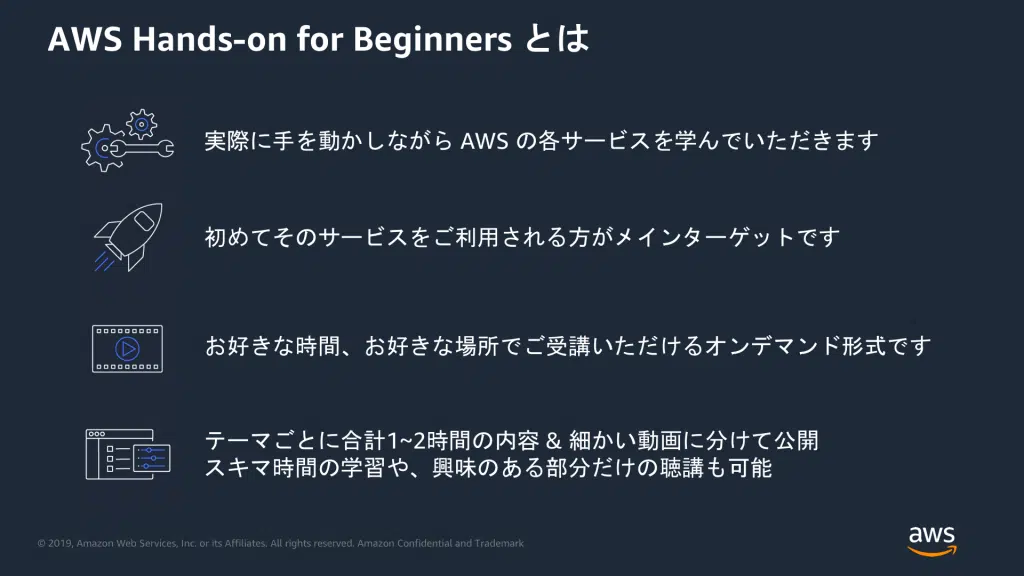 AWS Hands-on for Beginners とは
実際に手を動かしながら AWS の各サービスを学んでいただきます
初めてそのサービスをご利用される方がメインターゲットです
お好きな時間、お好きな場所でご受講いただけるオンデマンド形式です
テーマごとに合計1~2時間の内容 & 細かい動画に分けて公開
スキマ時間の学習や、興味のある部分だけの聴講も可能
© 2019, Amazon Web Services, Inc. or its Affiliates. All rights reserved. Amazon Confidential and Trademark
aws